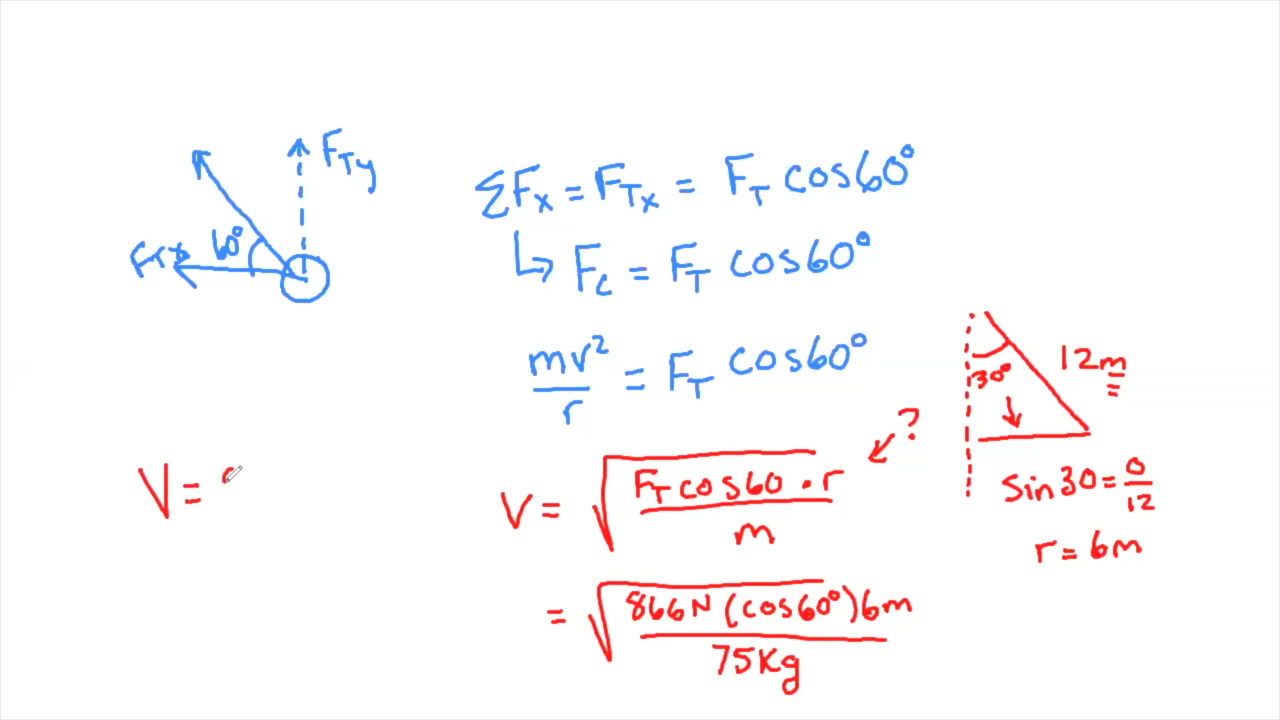 F_Ty
F_Tx 60°
ΣF_x = F_Tx = F_T cos60°
↳ F_c = F_T cos60°
mv²/r = F_T cos60°
30° 12m
?
V = √(F_T cos60 · r / m)
sin30 = o/12
r = 6m
= √(866N (cos60°)6m / 75Kg)
V =